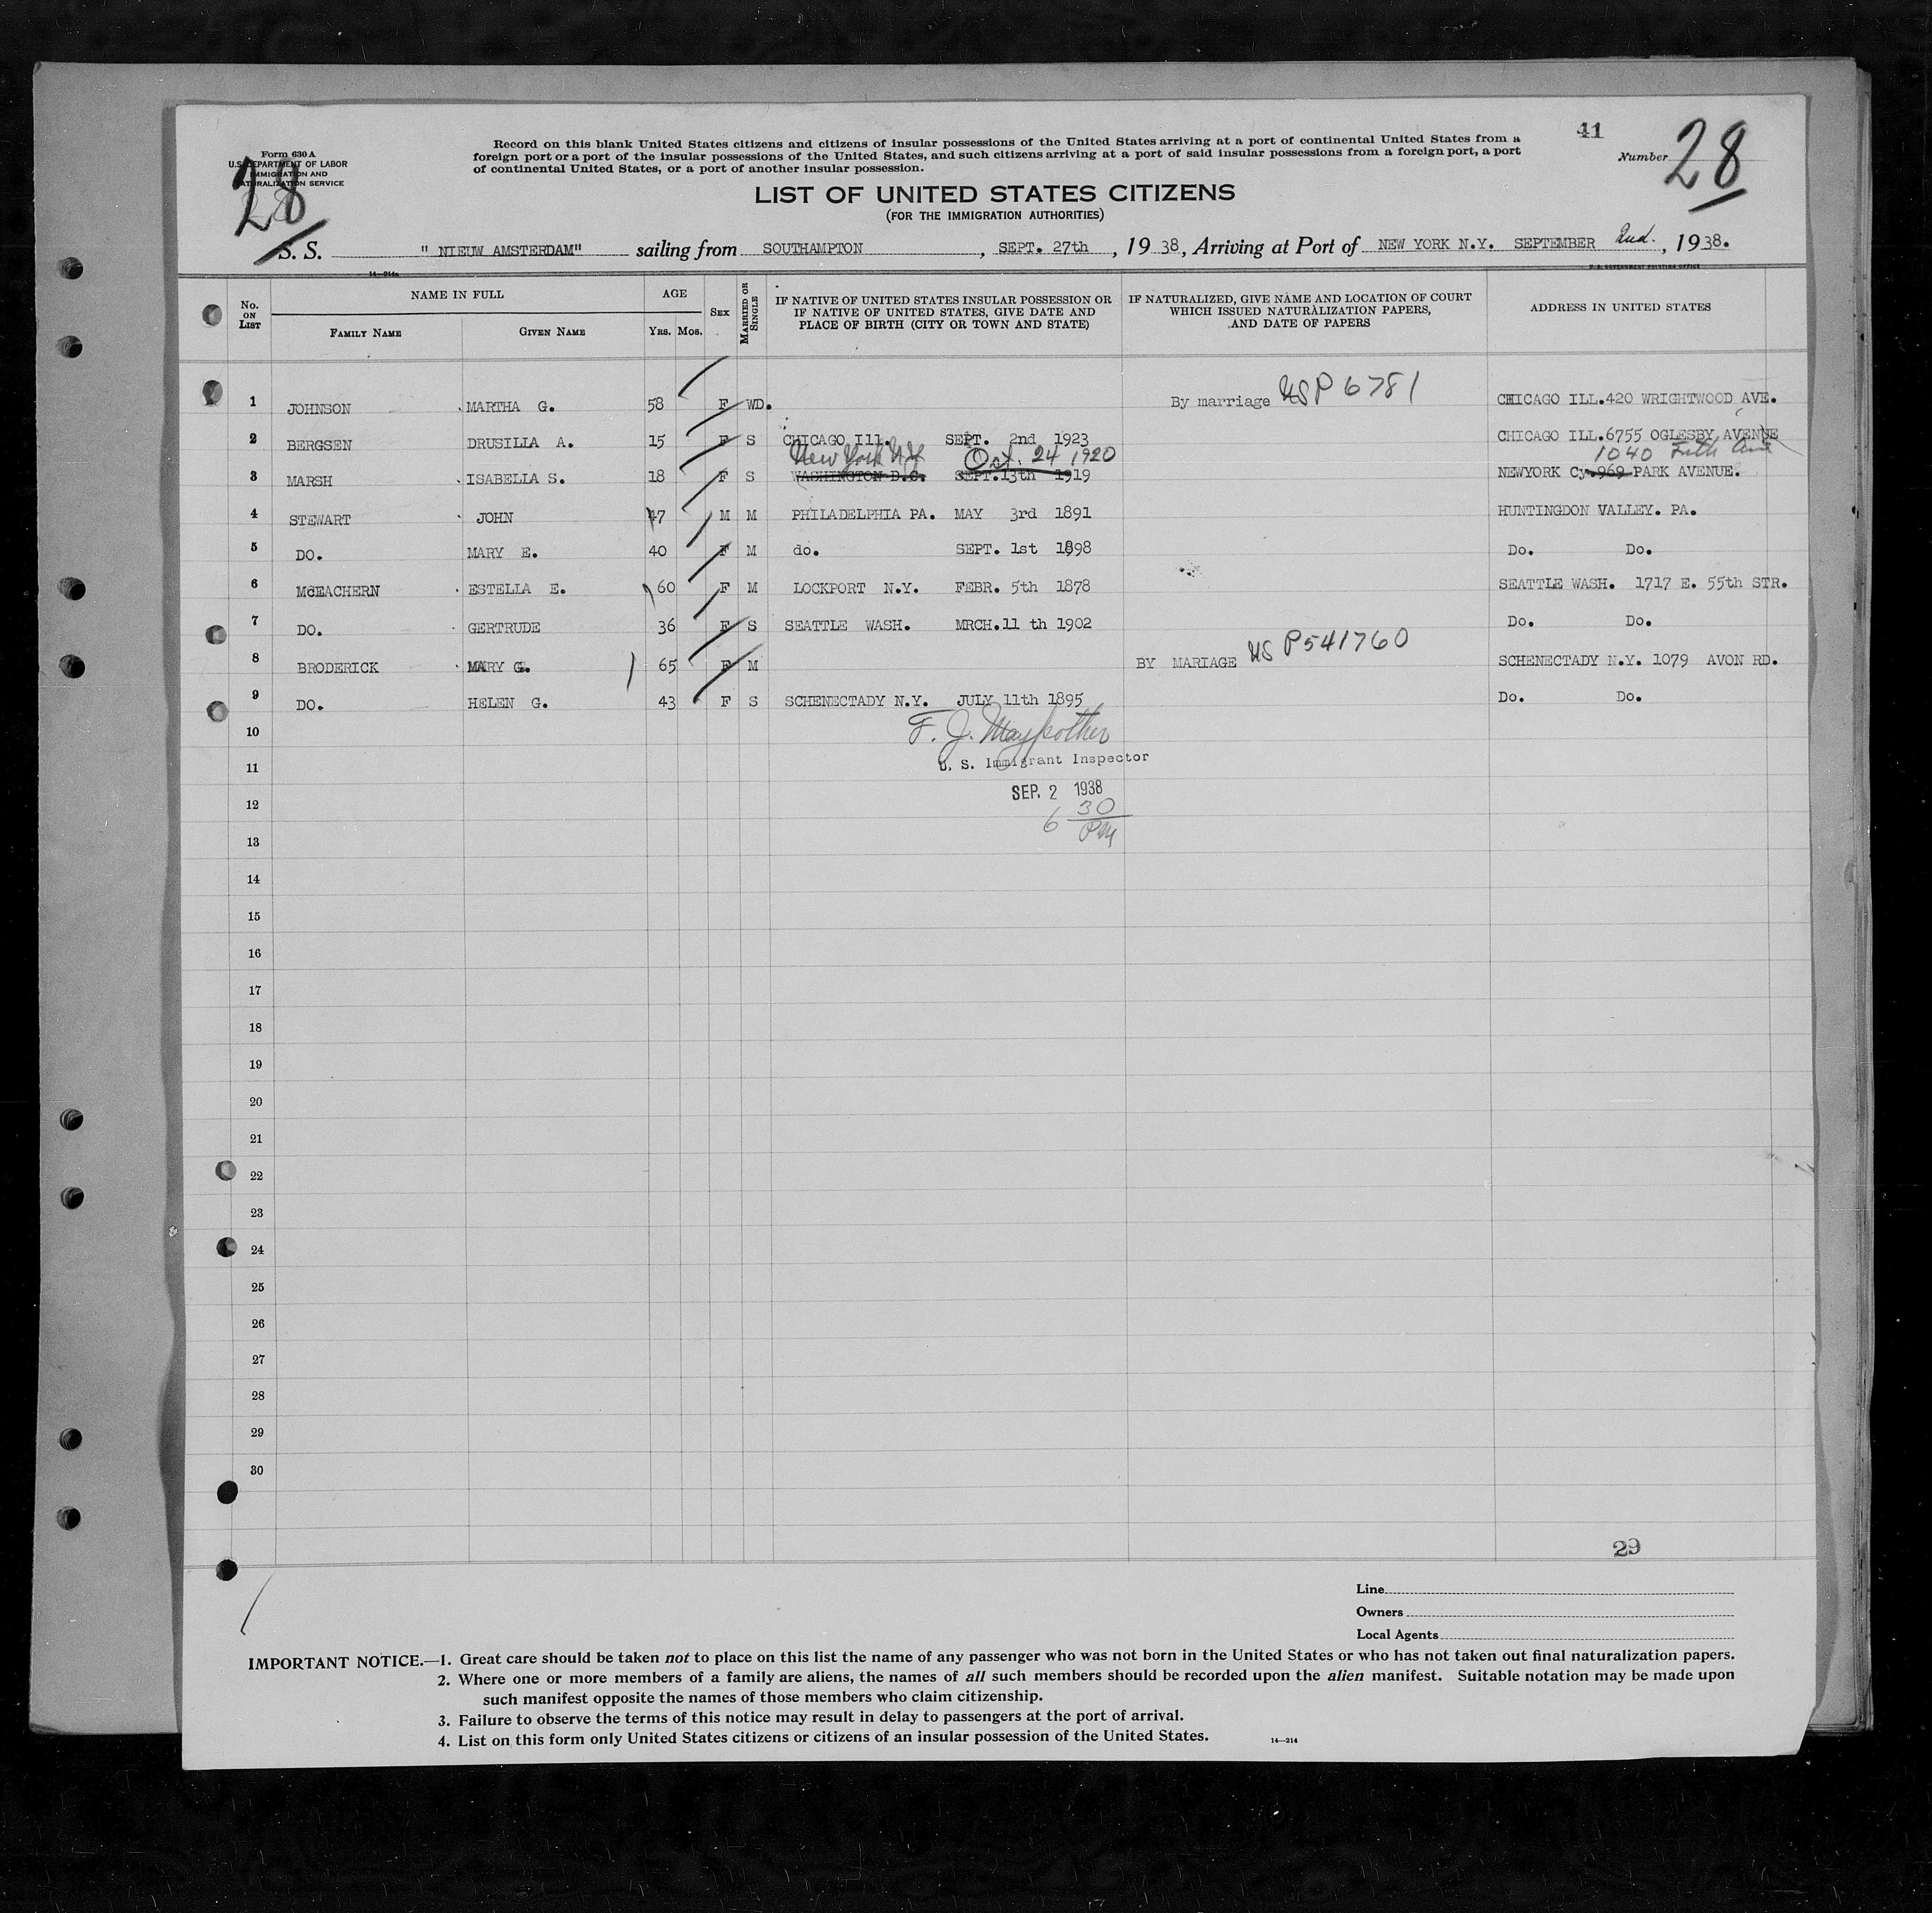 41
Form 630 A
U.S. DEPARTMENT OF LABOR
IMMIGRATION AND
NATURALIZATION SERVICE
28
Record on this blank United States citizens and citizens of insular possessions of the United States arriving at a port of continental United States from a
foreign port or a port of the insular possessions of the United States, and such citizens arriving at a port of said insular possessions from a foreign port, a port
of continental United States, or a port of another insular possession.
Number 28
LIST OF UNITED STATES CITIZENS
(FOR THE IMMIGRATION AUTHORITIES)
S. S. " NIEUW AMSTERDAM" sailing from SOUTHAMPTON, SEPT. 27th, 1938, Arriving at Port of NEW YORK N.Y. SEPTEMBER 2nd., 1938.
14—214a
U.S. GOVERNMENT PRINTING OFFICE
No. ON LIST
NAME IN FULL
FAMILY NAME
GIVEN NAME
AGE
YRS. MOS.
SEX
MARRIED OR SINGLE
IF NATIVE OF UNITED STATES INSULAR POSSESSION OR
IF NATIVE OF UNITED STATES, GIVE DATE AND
PLACE OF BIRTH (CITY OR TOWN AND STATE)
IF NATURALIZED, GIVE NAME AND LOCATION OF COURT
WHICH ISSUED NATURALIZATION PAPERS,
AND DATE OF PAPERS
ADDRESS IN UNITED STATES
1 JOHNSON MARTHA G. 58 F WD. By marriage USP 6781 CHICAGO ILL.420 WRIGHTWOOD AVE.
2 BERGSEN DRUSILLA A. 15 F S CHICAGO Ill. SEPT. 2nd 1923 CHICAGO ILL.6755 OGLESBY AVENUE
New York N.Y. Oct. 24 1920 1040 Fifth Ave
3 MARSH ISABELLA S. 18 F S WASHINGTON D.C. SEPT.13th 1919 NEWYORK Cy.969 PARK AVENUE.
4 STEWART JOHN 47 M M PHILADELPHIA PA. MAY 3rd 1891 HUNTINGDON VALLEY. PA.
5 DO. MARY E. 40 F M do. SEPT. 1st 1898 Do. Do.
6 McEACHERN ESTELLA E. 60 F M LOCKPORT N.Y. FEBR. 5th 1878 SEATTLE WASH. 1717 E. 55th STR.
7 DO. GERTRUDE 36 F S SEATTLE WASH. MRCH.11 th 1902 Do. Do.
8 BRODERICK MARY G. 65 F M BY MARIAGE US P541760 SCHENECTADY N.Y. 1079 AVON RD.
9 DO. HELEN G. 43 F S SCHENECTADY N.Y. JULY 11th 1895 Do. Do.
10 F. J. Maypother
11 U. S. Immigrant Inspector
SEP. 2 1938
12
6 30 PM
13
14
15
16
17
18
19
20
21
22
23
24
25
26
27
28
29
30
29
Line
Owners
Local Agents
IMPORTANT NOTICE.—1. Great care should be taken not to place on this list the name of any passenger who was not born in the United States or who has not taken out final naturalization papers.
2. Where one or more members of a family are aliens, the names of all such members should be recorded upon the alien manifest. Suitable notation may be made upon
such manifest opposite the names of those members who claim citizenship.
3. Failure to observe the terms of this notice may result in delay to passengers at the port of arrival.
4. List on this form only United States citizens or citizens of an insular possession of the United States.
14—214